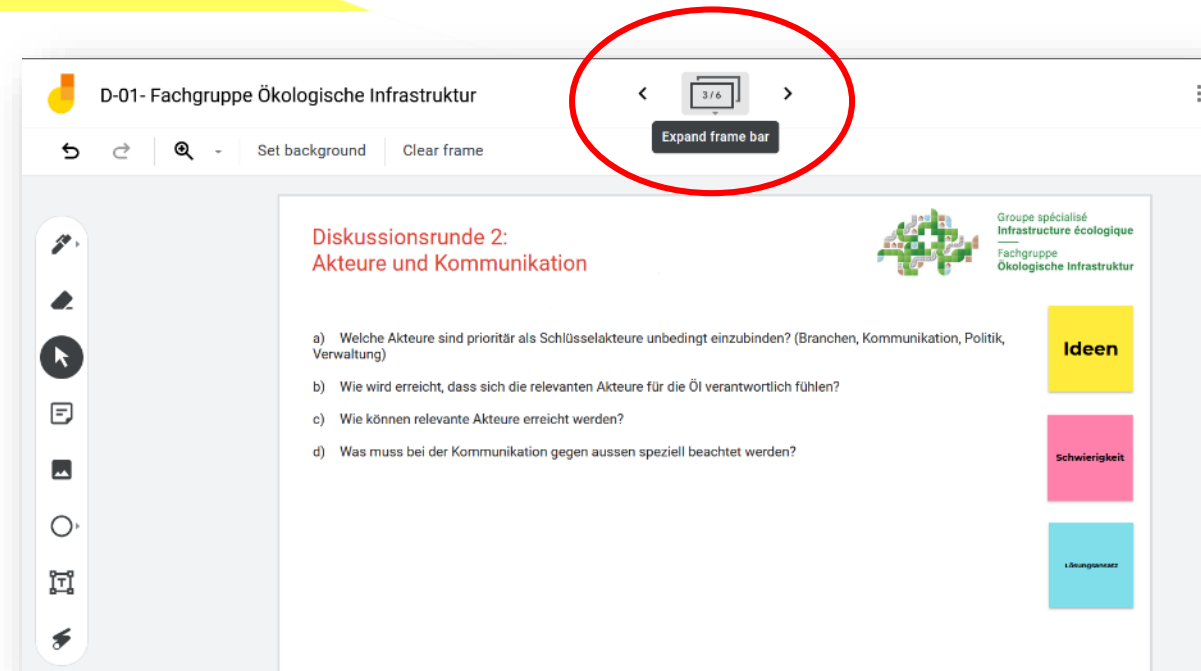 D-01- Fachgruppe Ökologische Infrastruktur
3 / 6
Expand frame bar
Set background
Clear frame
Diskussionsrunde 2:
Akteure und Kommunikation
Groupe spécialisé
Infrastructure écologique
Fachgruppe
Ökologische Infrastruktur
a) Welche Akteure sind prioritär als Schlüsselakteure unbedingt einzubinden? (Branchen, Kommunikation, Politik,
Verwaltung)
b) Wie wird erreicht, dass sich die relevanten Akteure für die ÖI verantwortlich fühlen?
c) Wie können relevante Akteure erreicht werden?
d) Was muss bei der Kommunikation gegen aussen speziell beachtet werden?
Ideen
Schwierigkeit
Lösungsansatz
T